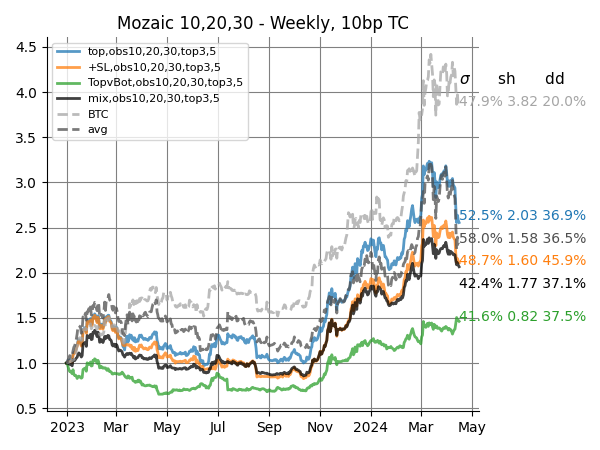 Mozaic 10,20,30 - Weekly, 10bp TC
top,obs10,20,30,top3,5
+SL,obs10,20,30,top3,5
TopvBot,obs10,20,30,top3,5
mix,obs10,20,30,top3,5
BTC
avg
σ sh dd
47.9% 3.82 20.0%
52.5% 2.03 36.9%
58.0% 1.58 36.5%
48.7% 1.60 45.9%
42.4% 1.77 37.1%
41.6% 0.82 37.5%
4.5
4.0
3.5
3.0
2.5
2.0
1.5
1.0
0.5
2023 Mar May Jul Sep Nov 2024 Mar May